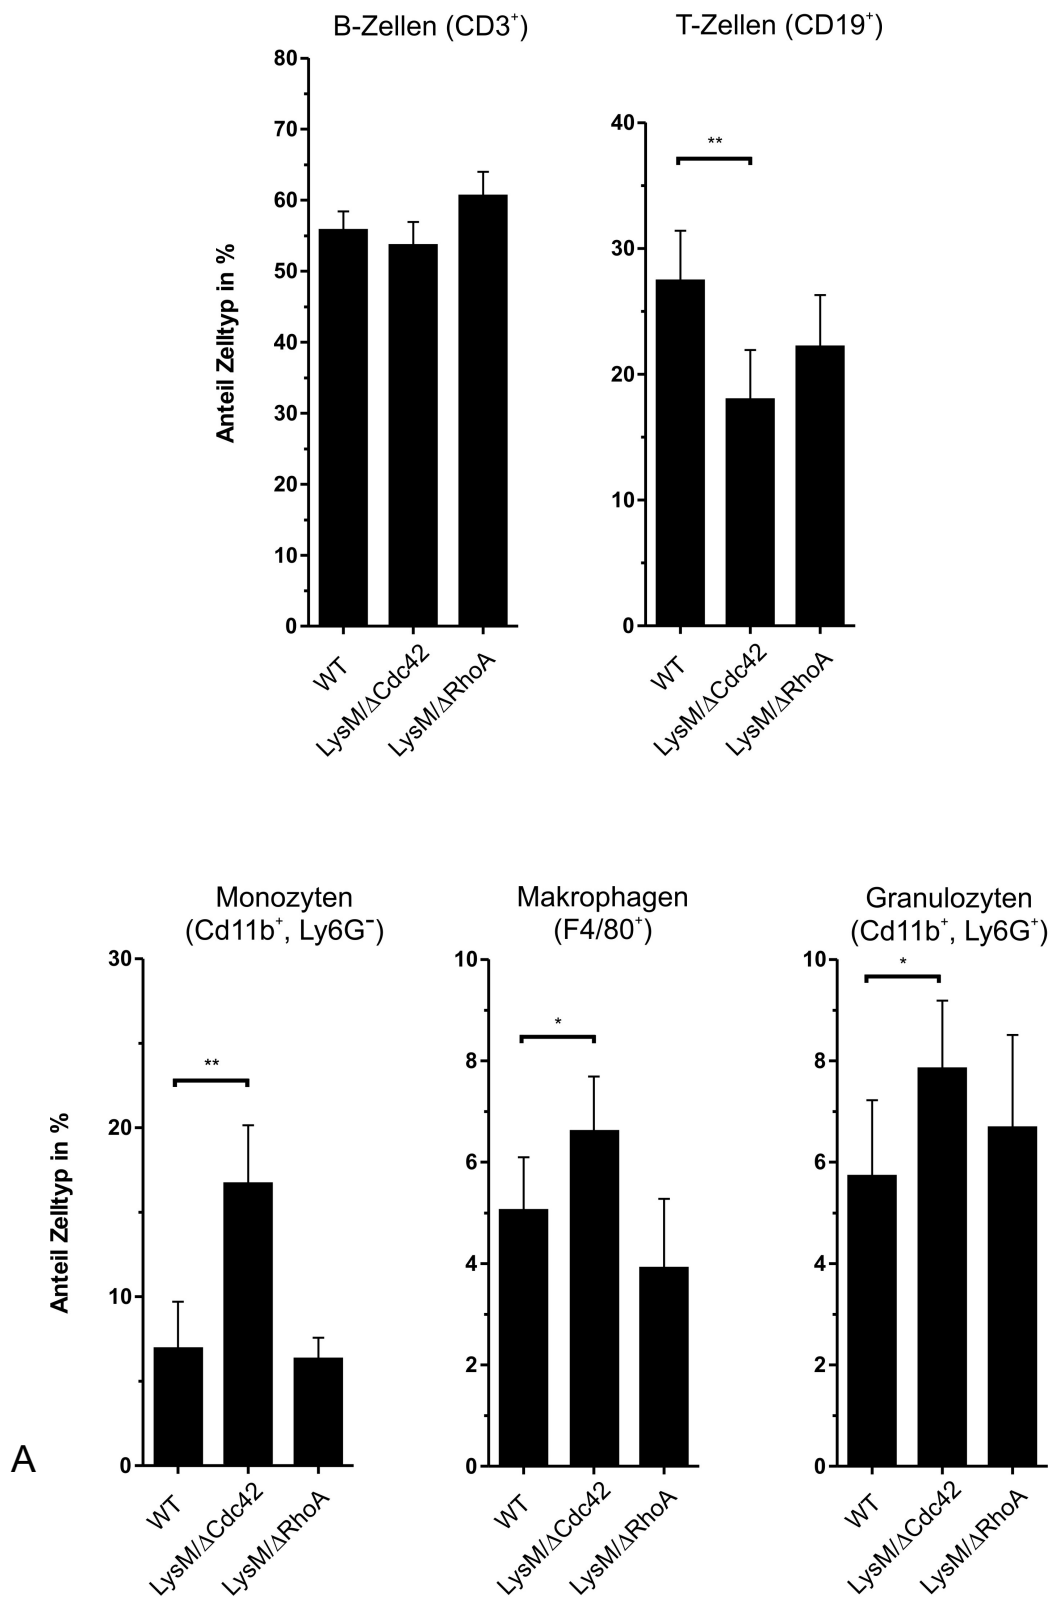 B-Zellen (CD3⁺)
T-Zellen (CD19⁺)
Anteil Zelltyp in %
80
70
60
50
40
30
20
10
0
WT
LysM/ΔCdc42
LysM/ΔRhoA
**
40
30
20
10
0
WT
LysM/ΔCdc42
LysM/ΔRhoA
Monozyten
(Cd11b⁺, Ly6G⁻)
Anteil Zelltyp in %
30
20
10
0
**
WT
LysM/ΔCdc42
LysM/ΔRhoA
Makrophagen
(F4/80⁺)
10
8
6
4
2
0
*
WT
LysM/ΔCdc42
LysM/ΔRhoA
Granulozyten
(Cd11b⁺, Ly6G⁺)
10
8
6
4
2
0
*
WT
LysM/ΔCdc42
LysM/ΔRhoA
A